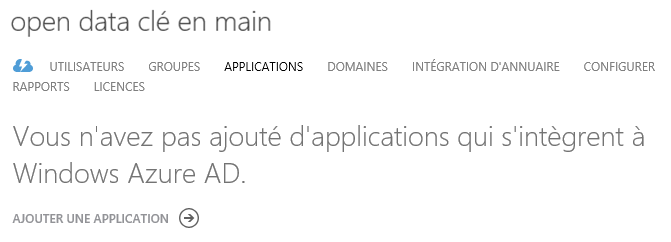 open data clé en main
UTILISATEURS GROUPES APPLICATIONS DOMAINES INTÉGRATION D'ANNUAIRE CONFIGURER
RAPPORTS LICENCES
Vous n'avez pas ajouté d'applications qui s'intègrent à
Windows Azure AD.
AJOUTER UNE APPLICATION